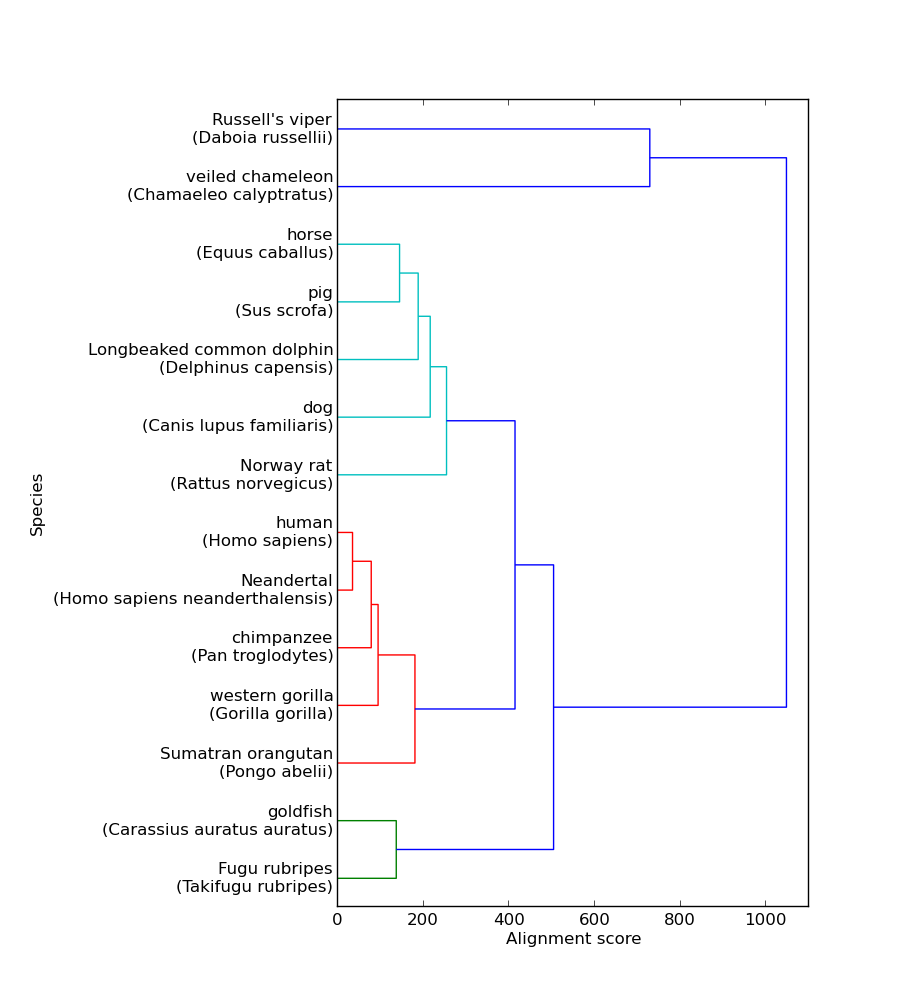 Russell's viper
(Daboia russellii)
veiled chameleon
(Chamaeleo calyptratus)
horse
(Equus caballus)
pig
(Sus scrofa)
Longbeaked common dolphin
(Delphinus capensis)
dog
(Canis lupus familiaris)
Norway rat
(Rattus norvegicus)
Species
human
(Homo sapiens)
Neandertal
(Homo sapiens neanderthalensis)
chimpanzee
(Pan troglodytes)
western gorilla
(Gorilla gorilla)
Sumatran orangutan
(Pongo abelii)
goldfish
(Carassius auratus auratus)
Fugu rubripes
(Takifugu rubripes)
0 200 400 600 800 1000
Alignment score